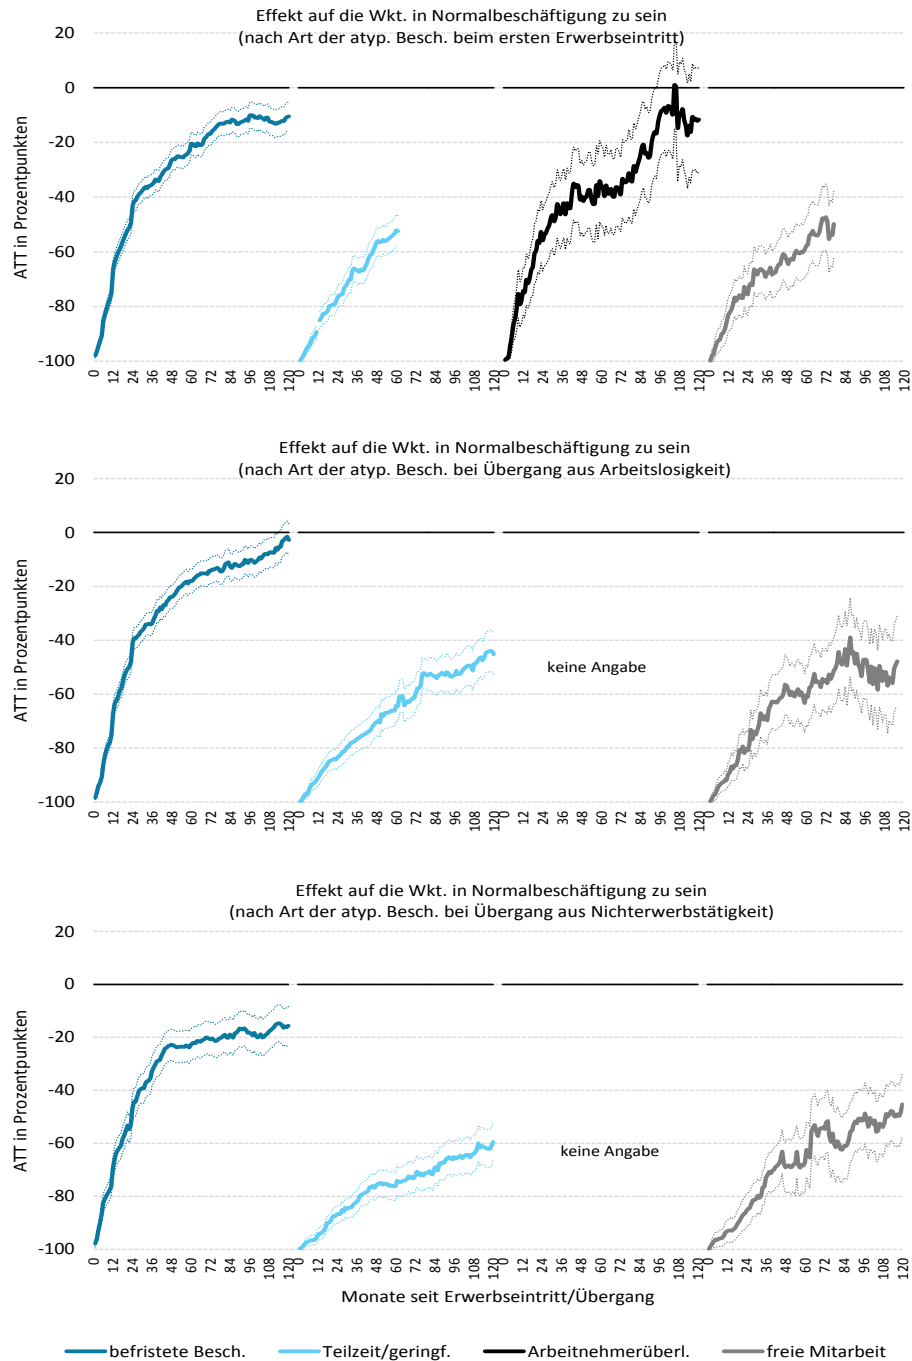 Effekt auf die Wkt. in Normalbeschäftigung zu sein
(nach Art der atyp. Besch. beim ersten Erwerbseintritt)
20
0
-20
-40
-60
-80
-100
ATT in Prozentpunkten
0 12 24 36 48 60 72 84 96 108 120 0 12 24 36 48 60 72 84 96 108 120 0 12 24 36 48 60 72 84 96 108 120 0 12 24 36 48 60 72 84 96 108 120
Effekt auf die Wkt. in Normalbeschäftigung zu sein
(nach Art der atyp. Besch. bei Übergang aus Arbeitslosigkeit)
20
0
-20
-40
-60
-80
-100
ATT in Prozentpunkten
keine Angabe
0 12 24 36 48 60 72 84 96 108 120 0 12 24 36 48 60 72 84 96 108 120 0 12 24 36 48 60 72 84 96 108 120 0 12 24 36 48 60 72 84 96 108 120
Effekt auf die Wkt. in Normalbeschäftigung zu sein
(nach Art der atyp. Besch. bei Übergang aus Nichterwerbstätigkeit)
20
0
-20
-40
-60
-80
-100
ATT in Prozentpunkten
keine Angabe
0 12 24 36 48 60 72 84 96 108 120 0 12 24 36 48 60 72 84 96 108 120 0 12 24 36 48 60 72 84 96 108 120 0 12 24 36 48 60 72 84 96 108 120
Monate seit Erwerbseintritt/Übergang
befristete Besch. Teilzeit/geringf. Arbeitnehmerüberl. freie Mitarbeit